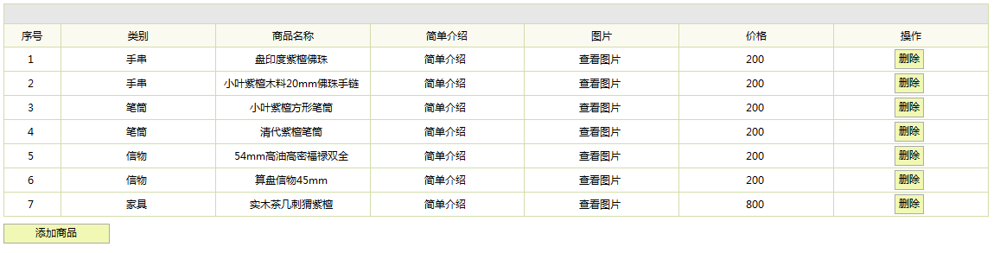 序号 类别 商品名称 简单介绍 图片 价格 操作
1 手串 盘印度紫檀佛珠 简单介绍 查看图片 200 删除
2 手串 小叶紫檀木料20mm佛珠手链 简单介绍 查看图片 200 删除
3 笔筒 小叶紫檀方形笔筒 简单介绍 查看图片 200 删除
4 笔筒 清代紫檀笔筒 简单介绍 查看图片 200 删除
5 信物 54mm高油高密福禄双全 简单介绍 查看图片 200 删除
6 信物 算盘信物45mm 简单介绍 查看图片 200 删除
7 家具 实木茶几刺猬紫檀 简单介绍 查看图片 800 删除
添加商品